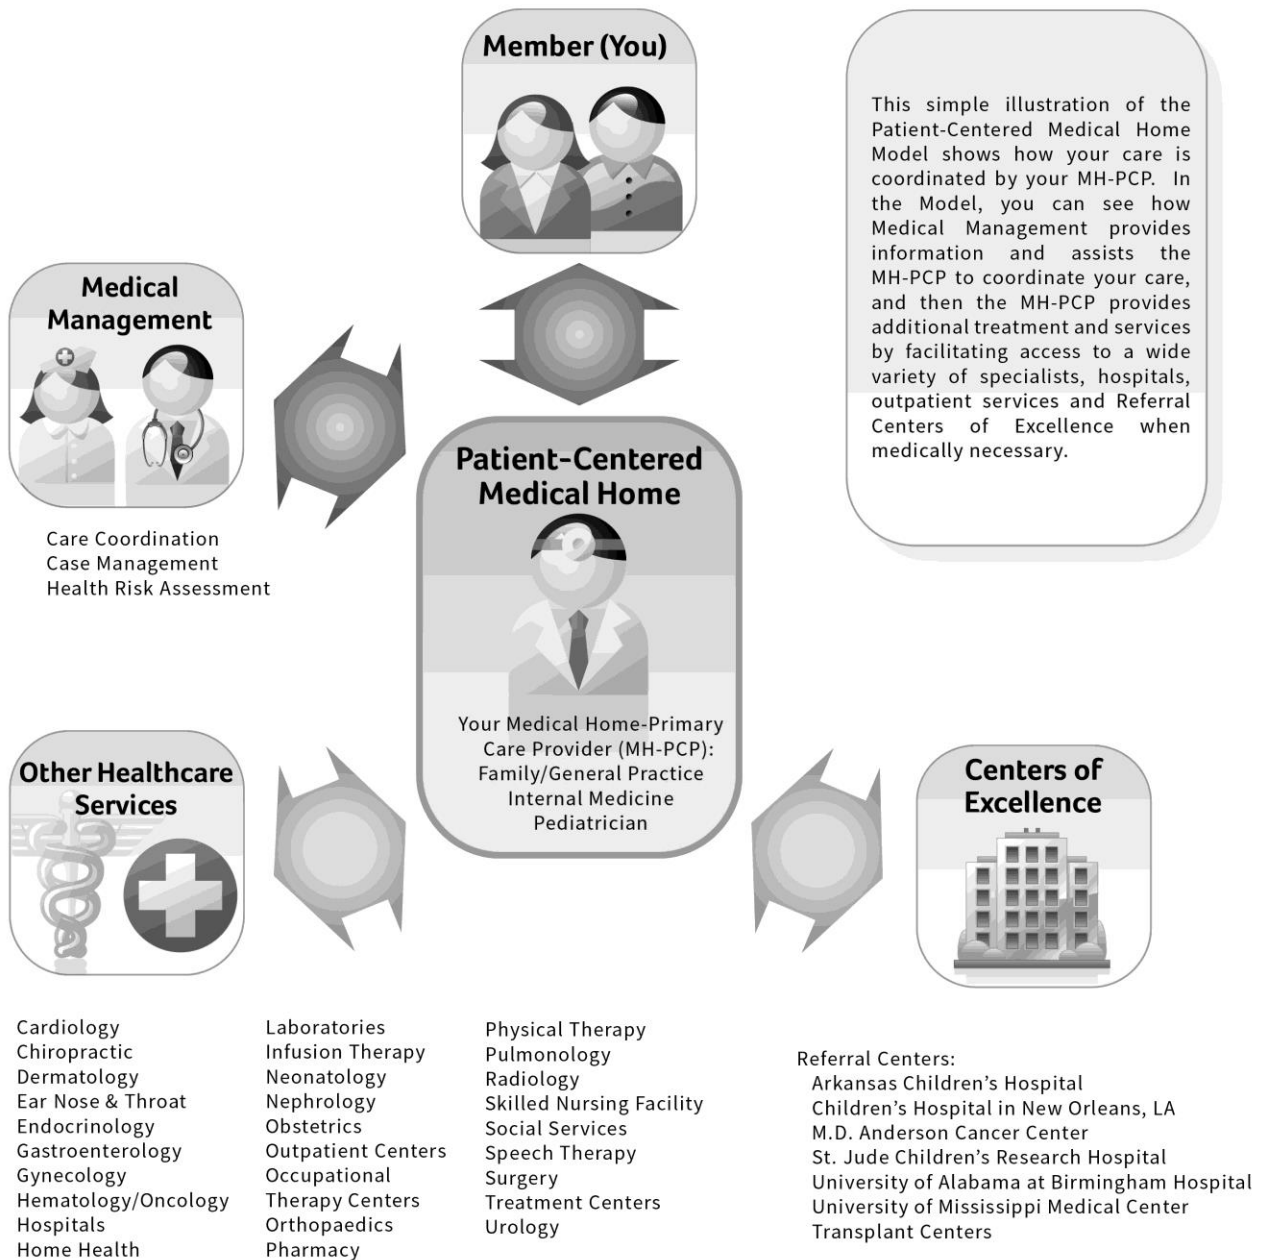 Member (You)
This simple illustration of the
Patient-Centered Medical Home
Model shows how your care is
coordinated by your MH-PCP. In
the Model, you can see how
Medical Management provides
information and assists the
MH-PCP to coordinate your care,
and then the MH-PCP provides
additional treatment and services
by facilitating access to a wide
variety of specialists, hospitals,
outpatient services and Referral
Centers of Excellence when
medically necessary.
Medical
Management
Care Coordination
Case Management
Health Risk Assessment
Patient-Centered
Medical Home
Your Medical Home-Primary
Care Provider (MH-PCP):
Family/General Practice
Internal Medicine
Pediatrician
Other Healthcare
Services
Centers of
Excellence
Cardiology
Chiropractic
Dermatology
Ear Nose & Throat
Endocrinology
Gastroenterology
Gynecology
Hematology/Oncology
Hospitals
Home Health
Laboratories
Infusion Therapy
Neonatology
Nephrology
Obstetrics
Outpatient Centers
Occupational
Therapy Centers
Orthopaedics
Pharmacy
Physical Therapy
Pulmonology
Radiology
Skilled Nursing Facility
Social Services
Speech Therapy
Surgery
Treatment Centers
Urology
Referral Centers:
Arkansas Children’s Hospital
Children’s Hospital in New Orleans, LA
M.D. Anderson Cancer Center
St. Jude Children’s Research Hospital
University of Alabama at Birmingham Hospital
University of Mississippi Medical Center
Transplant Centers